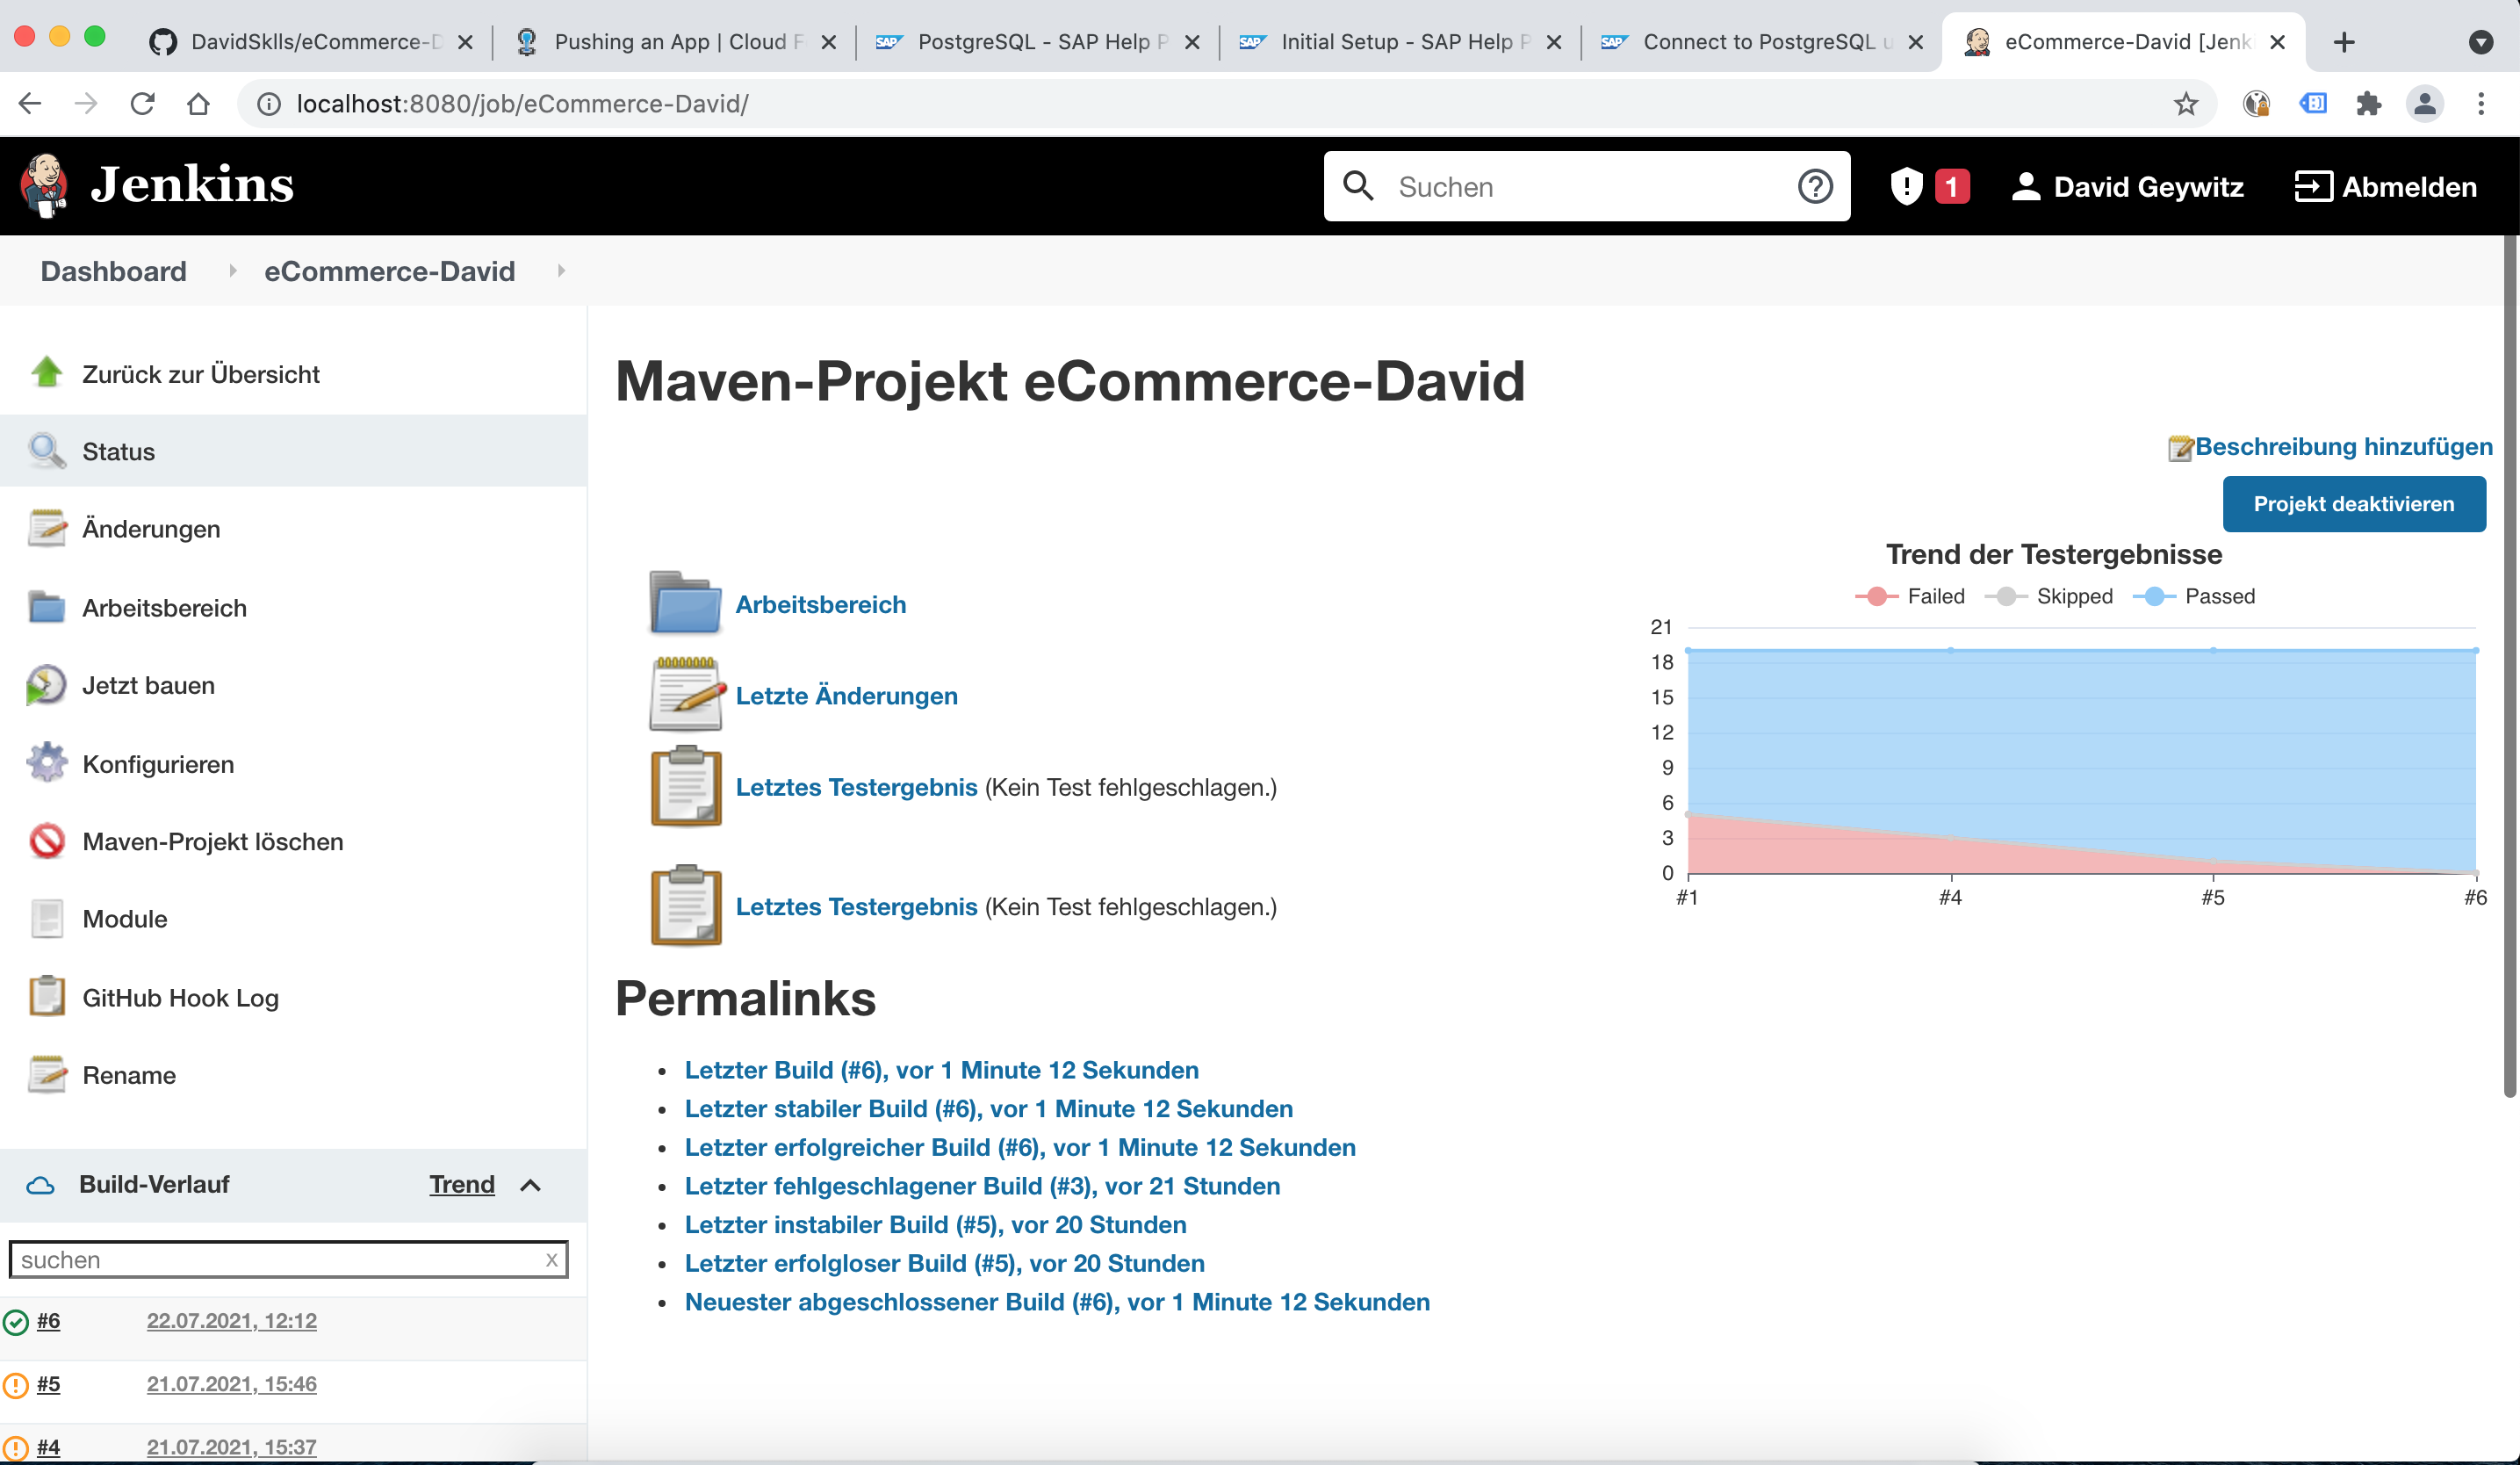 DavidSklls/eCommerce-D
Pushing an App | Cloud F
SAP PostgreSQL - SAP Help P
SAP Initial Setup - SAP Help P
SAP Connect to PostgreSQL u
eCommerce-David [Jenk
localhost:8080/job/eCommerce-David/
Jenkins
Suchen
1
David Geywitz
Abmelden
Dashboard
eCommerce-David
Zurück zur Übersicht
Status
Änderungen
Arbeitsbereich
Jetzt bauen
Konfigurieren
Maven-Projekt löschen
Module
GitHub Hook Log
Rename
Build-Verlauf
Trend
suchen
x
#6 22.07.2021, 12:12
#5 21.07.2021, 15:46
#4 21.07.2021, 15:37
Maven-Projekt eCommerce-David
Beschreibung hinzufügen
Projekt deaktivieren
Arbeitsbereich
Letzte Änderungen
Letztes Testergebnis (Kein Test fehlgeschlagen.)
Letztes Testergebnis (Kein Test fehlgeschlagen.)
Trend der Testergebnisse
Failed Skipped Passed
21
18
15
12
9
6
3
0
#1 #4 #5 #6
Permalinks
• Letzter Build (#6), vor 1 Minute 12 Sekunden
• Letzter stabiler Build (#6), vor 1 Minute 12 Sekunden
• Letzter erfolgreicher Build (#6), vor 1 Minute 12 Sekunden
• Letzter fehlgeschlagener Build (#3), vor 21 Stunden
• Letzter instabiler Build (#5), vor 20 Stunden
• Letzter erfolgloser Build (#5), vor 20 Stunden
• Neuester abgeschlossener Build (#6), vor 1 Minute 12 Sekunden